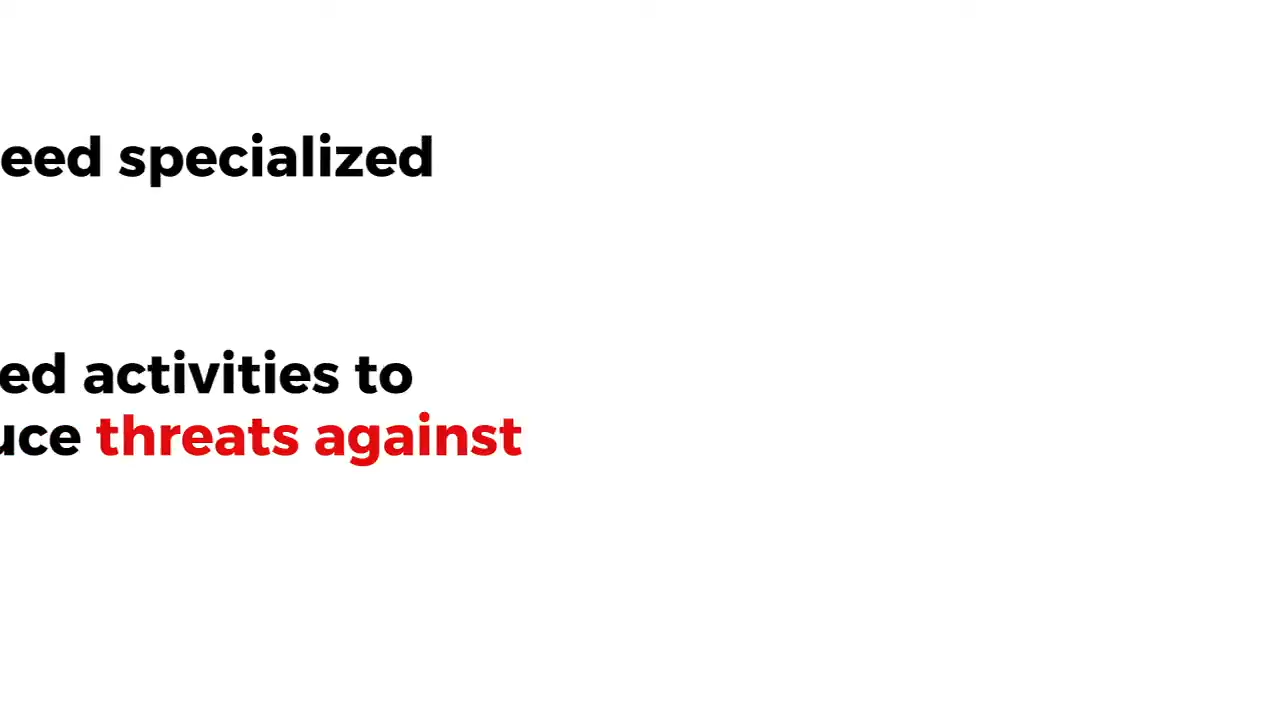 eed specialized
ed activities to
uce threats against